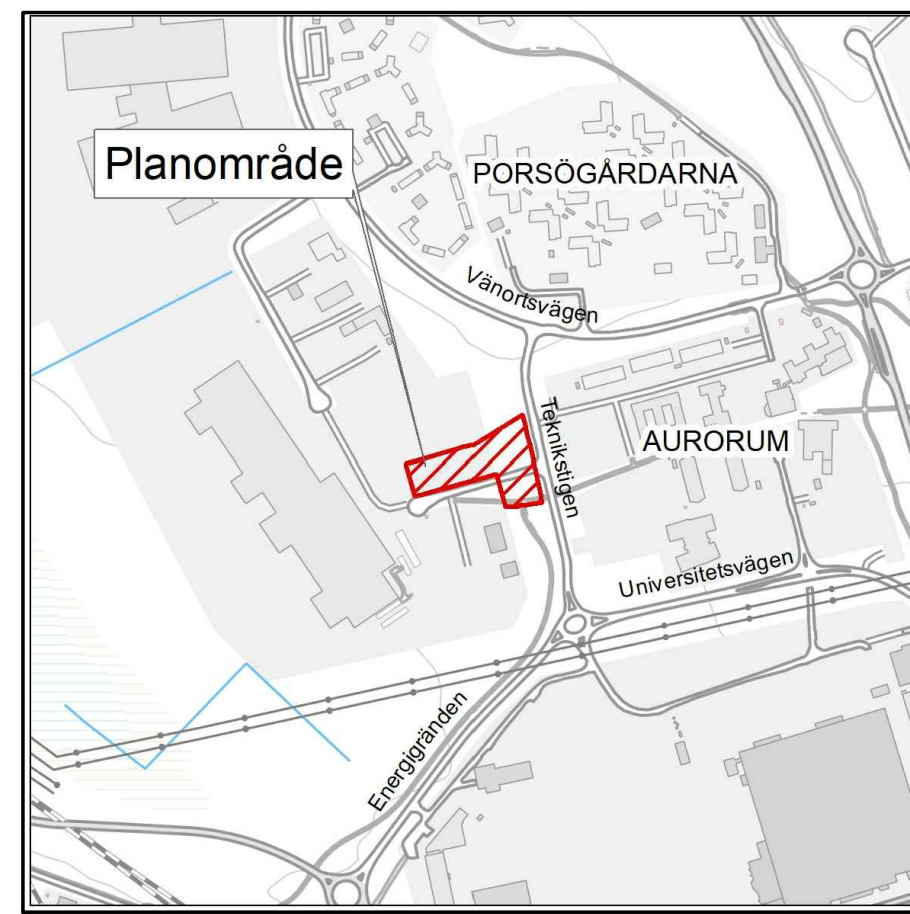 Planområde
PORSÖGÅRDARNA
Vänortsvägen
Teknikstigen
AURORUM
Universitetsvägen
Energigränden